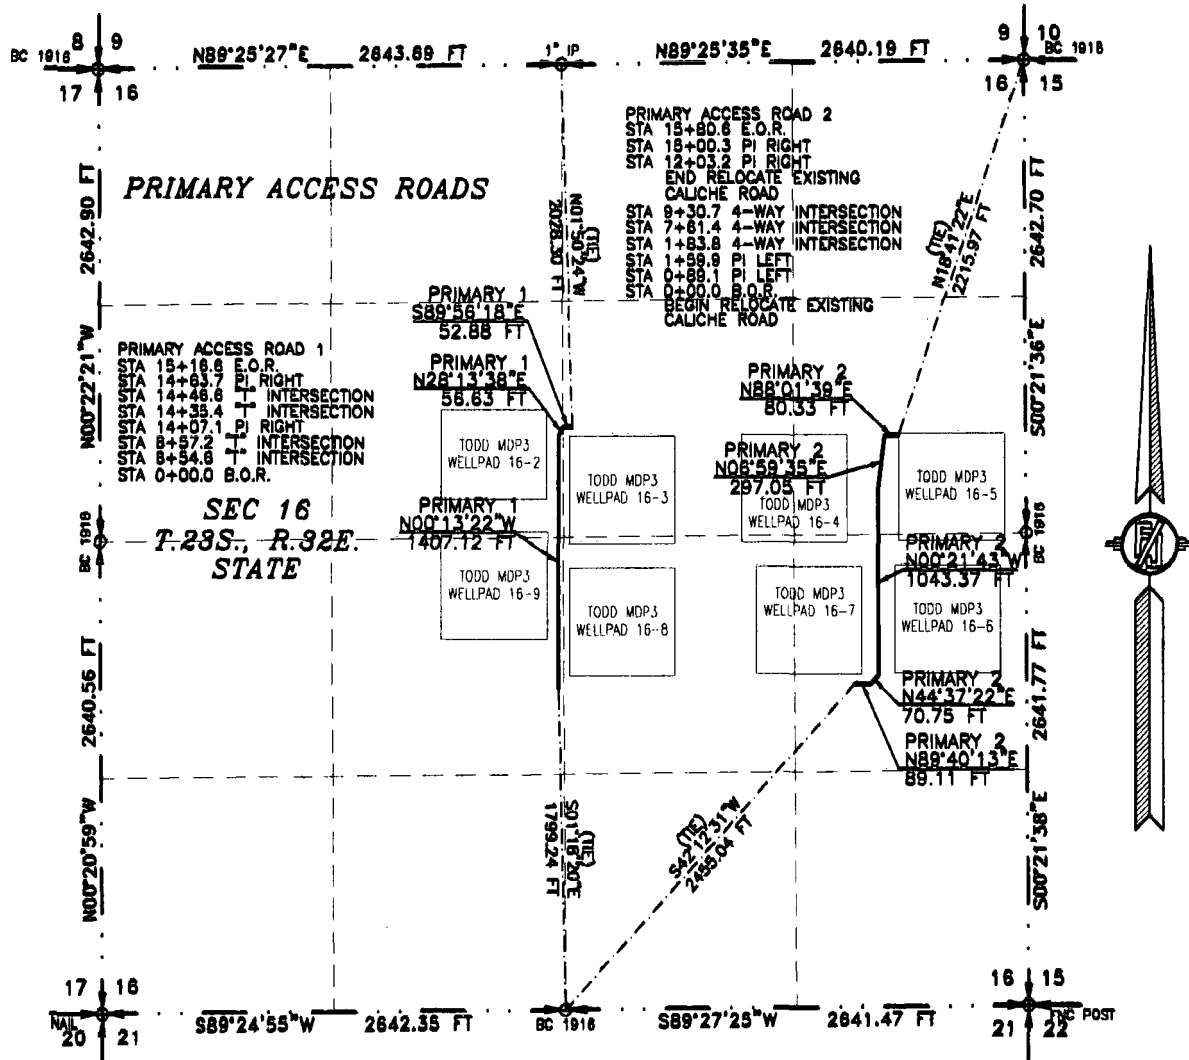 8 9
BC 1916
17 16
N89°25'27"E 2643.69 FT
1" IP
N89°25'35"E 2640.19 FT
9 10
BC 1916
16 15
PRIMARY ACCESS ROADS
PRIMARY ACCESS ROAD 2
STA 15+80.6 E.O.R.
STA 15+00.3 PI RIGHT
STA 12+03.2 PI RIGHT
END RELOCATE EXISTING
CALICHE ROAD
STA 9+30.7 4-WAY INTERSECTION
STA 7+61.4 4-WAY INTERSECTION
STA 1+83.8 4-WAY INTERSECTION
STA 1+59.9 PI LEFT
STA 0+89.1 PI LEFT
STA 0+00.0 B.O.R.
BEGIN RELOCATE EXISTING
CALICHE ROAD
2642.90 FT
N00°22'21"W
(TIE)
N01°50'24"W
2028.30 FT
(TIE)
N18°41'22"E
2215.97 FT
2642.70 FT
S00°21'36"E
PRIMARY 1
S89°56'18"E
52.88 FT
PRIMARY ACCESS ROAD 1
STA 15+16.6 E.O.R.
STA 14+63.7 PI RIGHT
STA 14+46.6 "T" INTERSECTION
STA 14+35.4 "T" INTERSECTION
STA 14+07.1 PI RIGHT
STA 8+57.2 "T" INTERSECTION
STA 8+54.6 "T" INTERSECTION
STA 0+00.0 B.O.R.
PRIMARY 1
N28°13'38"E
56.63 FT
PRIMARY 2
N88°01'39"E
80.33 FT
TODD MDP3
WELLPAD 16-2
TODD MDP3
WELLPAD 16-3
PRIMARY 2
N06°59'35"E
297.05 FT
TODD MDP3
WELLPAD 16-4
TODD MDP3
WELLPAD 16-5
SEC 16
T.23S., R.32E.
STATE
BC 1916
PRIMARY 1
N00°13'22"W
1407.12 FT
BC 1916
PRIMARY 2
N00°21'43"W
1043.37 FT
TODD MDP3
WELLPAD 16-9
TODD MDP3
WELLPAD 16-8
TODD MDP3
WELLPAD 16-7
TODD MDP3
WELLPAD 16-6
2640.56 FT
N00°20'59"W
PRIMARY 2
N44°37'22"E
70.75 FT
PRIMARY 2
N89°40'13"E
89.11 FT
2641.77 FT
S00°21'38"E
(TIE)
S01°16'20"E
1799.24 FT
(TIE)
S42°12'31"W
2455.04 FT
17 16
NAIL
20 21
S89°24'55"W 2642.35 FT
BC 1916
S89°27'25"W 2641.47 FT
16 15
FNC POST
21 22